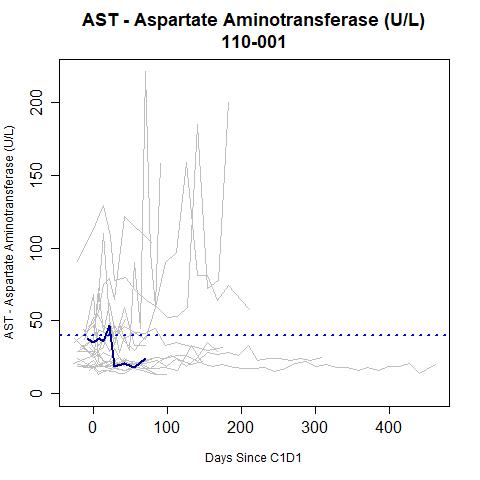 AST - Aspartate Aminotransferase (U/L)
110-001
AST - Aspartate Aminotransferase (U/L)
200
150
100
50
0
0 100 200 300 400
Days Since C1D1